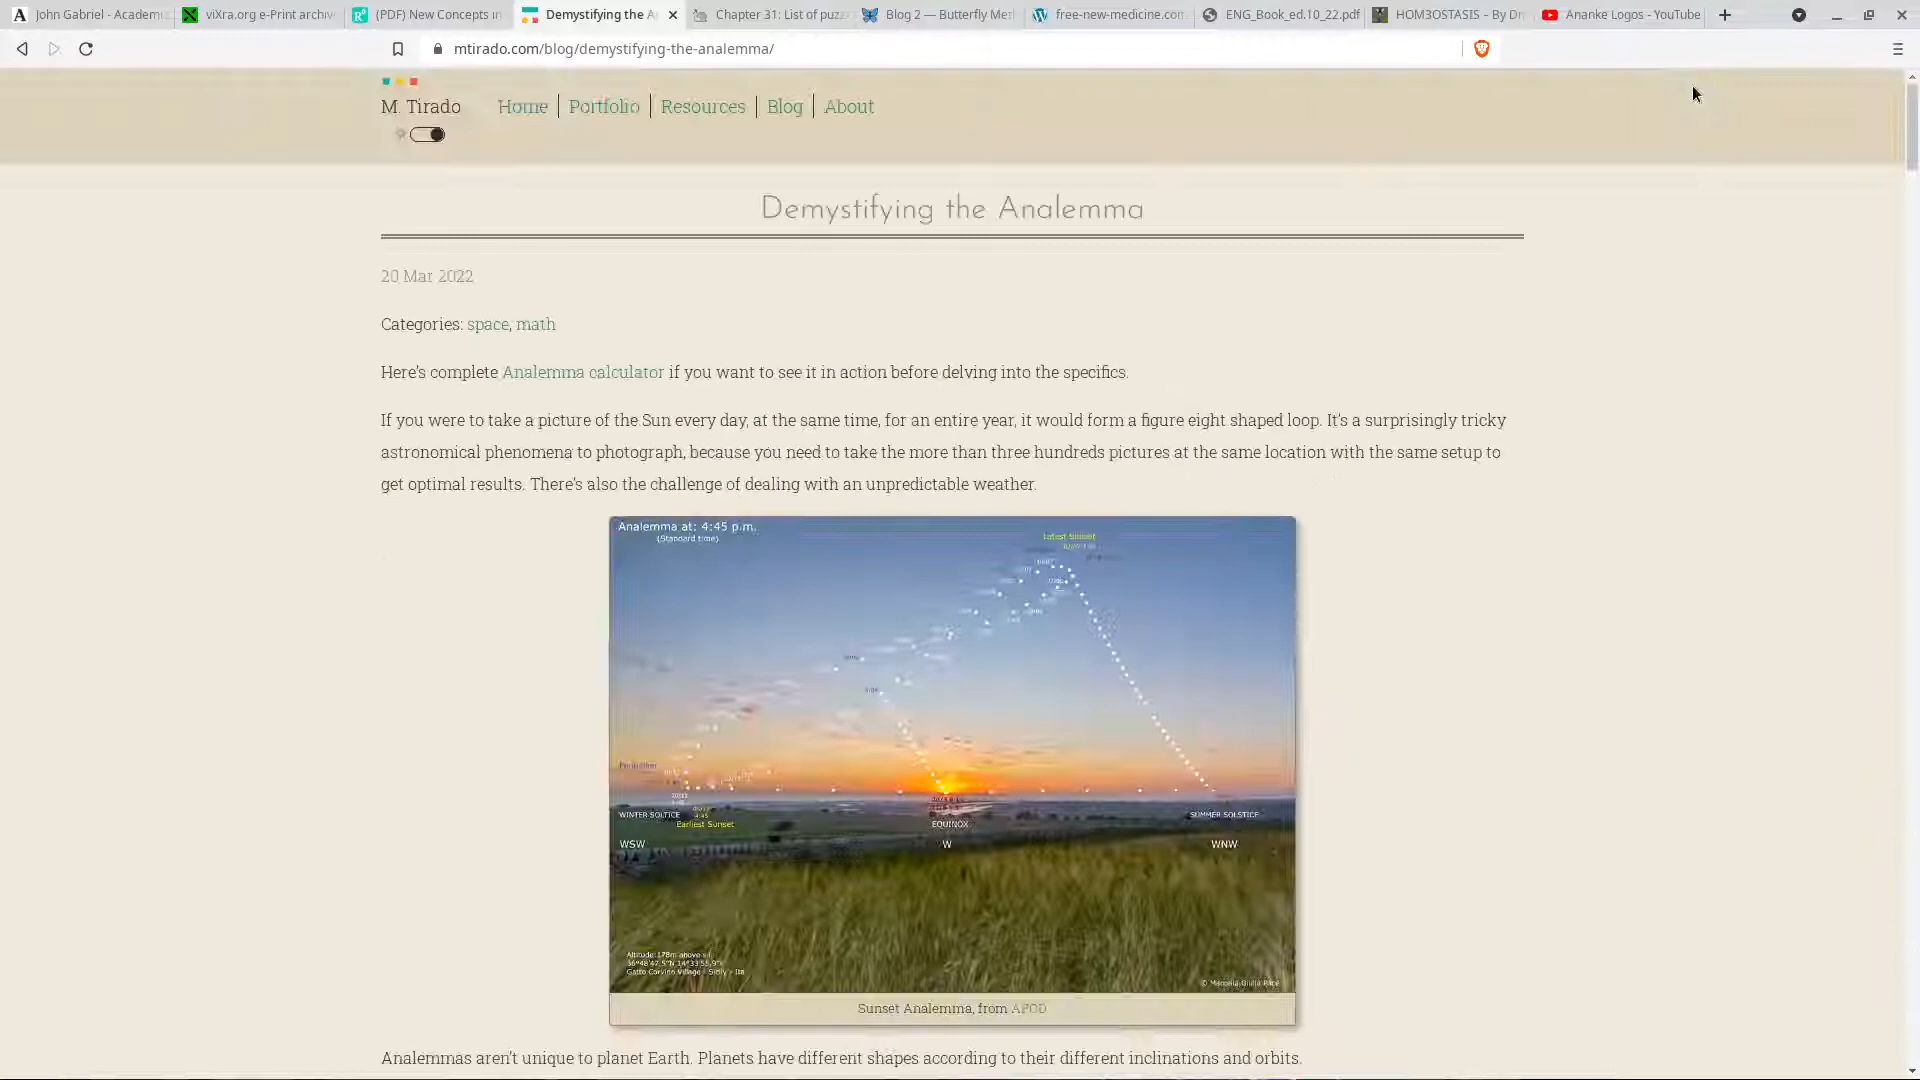 John Gabriel - Academi
viXra.org e-Print archiv
(PDF) New Concepts in
Demystifying the A
Chapter 31: List of puzz
Blog 2 — Butterfly Met
free-new-medicine.con
ENG_Book_ed.10_22.pdf
HOM3OSTASIS – By Dr
Ananke Logos - YouTube
mtirado.com/blog/demystifying-the-analemma/
M. Tirado
Home
Portfolio
Resources
Blog
About
Demystifying the Analemma
20 Mar 2022
Categories: space, math
Here's complete Analemma calculator if you want to see it in action before delving into the specifics.
If you were to take a picture of the Sun every day, at the same time, for an entire year, it would form a figure eight shaped loop. It's a surprisingly tricky
astronomical phenomena to photograph, because you need to take the more than three hundreds pictures at the same location with the same setup to
get optimal results. There's also the challenge of dealing with an unpredictable weather.
Analemma at: 4:45 p.m.
(Standard time)
Latest Sunset
Perihelion
WINTER SOLTICE
Earliest Sunset
EQUINOX
SUMMER SOLSTICE
WSW
W
WNW
Gatto Corvino Village - Sicily - Ita
Sunset Analemma, from APOD
Analemmas aren't unique to planet Earth. Planets have different shapes according to their different inclinations and orbits.